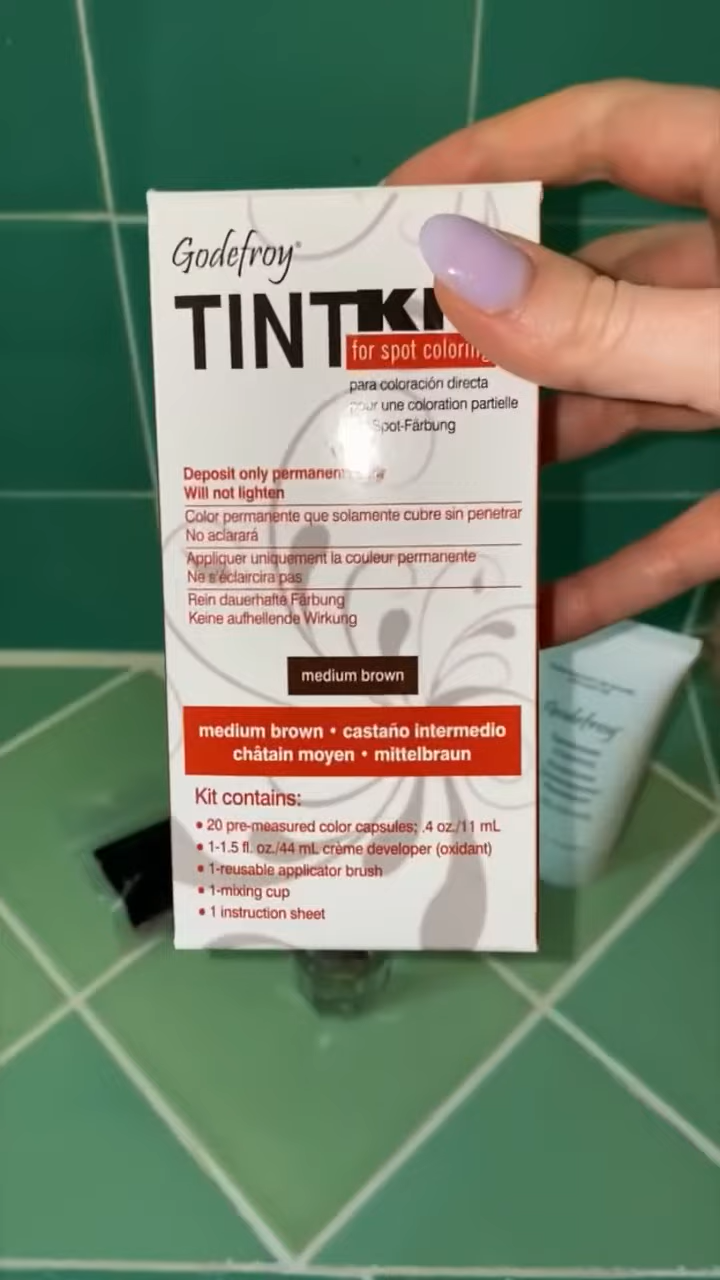 Godefroy®
TINT
for spot
para coloración directa
une coloration partielle
Spot-Färbung
Deposit only
Will not lighten
Color permanente que solamente cubre sin penetrar
No aclarará
Appliquer uniquement la couleur permanente
Ne s'éclaircira pas
Rein dauerhafte Färbung
Keine aufhellende Wirkung
medium brown
medium brown • castaño intermedio
châtain moyen • mittelbraun
Kit contains:
• 20 pre-measured color capsules; .4 oz./11 mL
• 1-1.5 fl. oz./44 mL crème developer (oxidant)
• 1-reusable applicator brush
• 1-mixing cup
• 1 instruction sheet
Godefroy